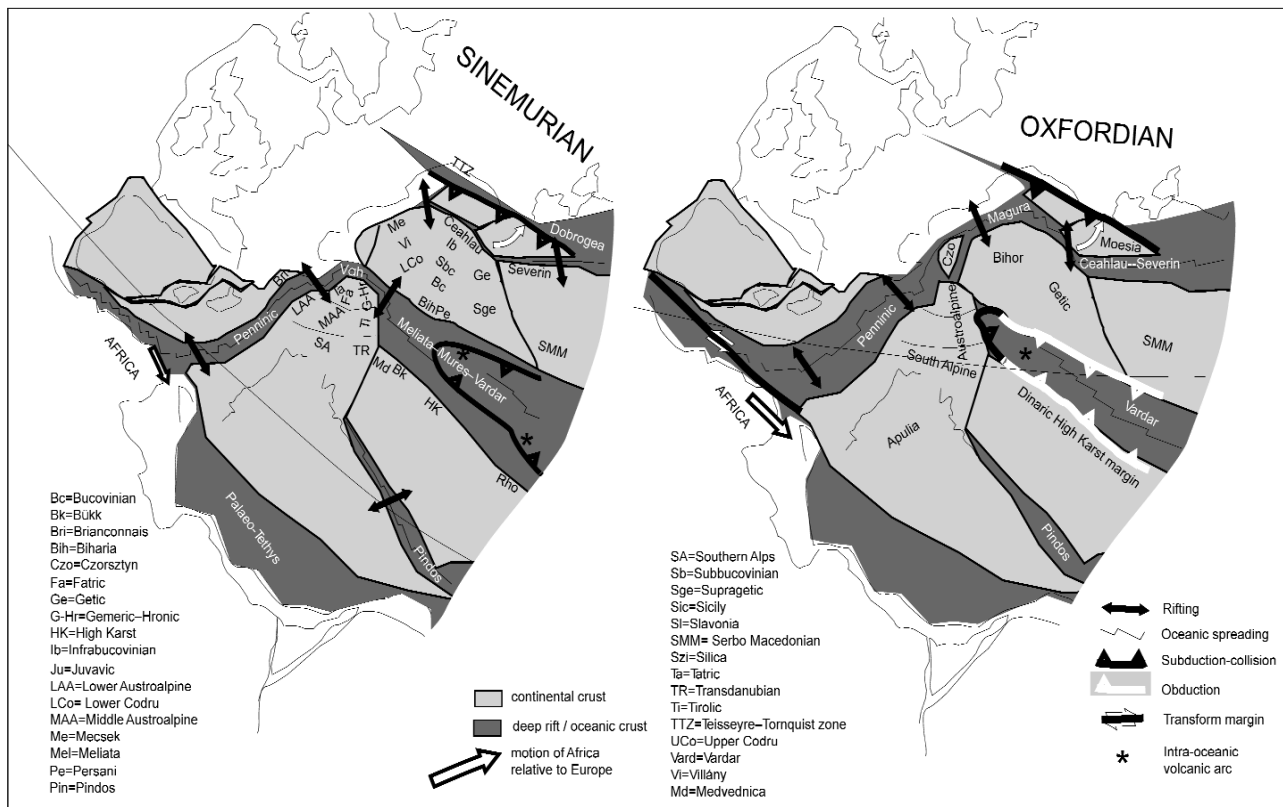 SINEMURIAN
TTZ
Dobrogea
Me
Ceahlau
Vi
Ib
LCo
Sbc
Ge
Severin
Bc
BihPe
Sge
SMM
Bri
Penninic
LAA
Ta
Fa
MAA
G-Hr
Ti
SA
TR
Md
Bk
HK
Meliata-Mures-Vardar
*
*
Rho
AFRICA
Palaeo-Tethys
Pindos
Bc=Bucovinian
Bk=Bükk
Bri=Brianconnais
Bih=Biharia
Czo=Czorsztyn
Fa=Fatric
Ge=Getic
G-Hr=Gemeric–Hronic
HK=High Karst
Ib=Infrabucovinian
Ju=Juvavic
LAA=Lower Austroalpine
LCo= Lower Codru
MAA=Middle Austroalpine
Me=Mecsek
Mel=Meliata
Pe=Persani
Pin=Pindos
continental crust
deep rift / oceanic crust
motion of Africa
relative to Europe
OXFORDIAN
Magura
Moesia
Ceahlau–Severin
Czo
Bihor
Getic
SMM
Penninic
Austroalpine
South Alpine
*
Vardar
Dinaric High Karst margin
AFRICA
Apulia
Pindos
SA=Southern Alps
Sb=Subbucovinian
Sge=Supragetic
Sic=Sicily
Sl=Slavonia
SMM= Serbo Macedonian
Szi=Silica
Ta=Tatric
TR=Transdanubian
Ti=Tirolic
TTZ=Teisseyre–Tornquist zone
UCo=Upper Codru
Vard=Vardar
Vi=Villány
Md=Medvednica
Rifting
Oceanic spreading
Subduction-collision
Obduction
Transform margin
* Intra-oceanic
volcanic arc